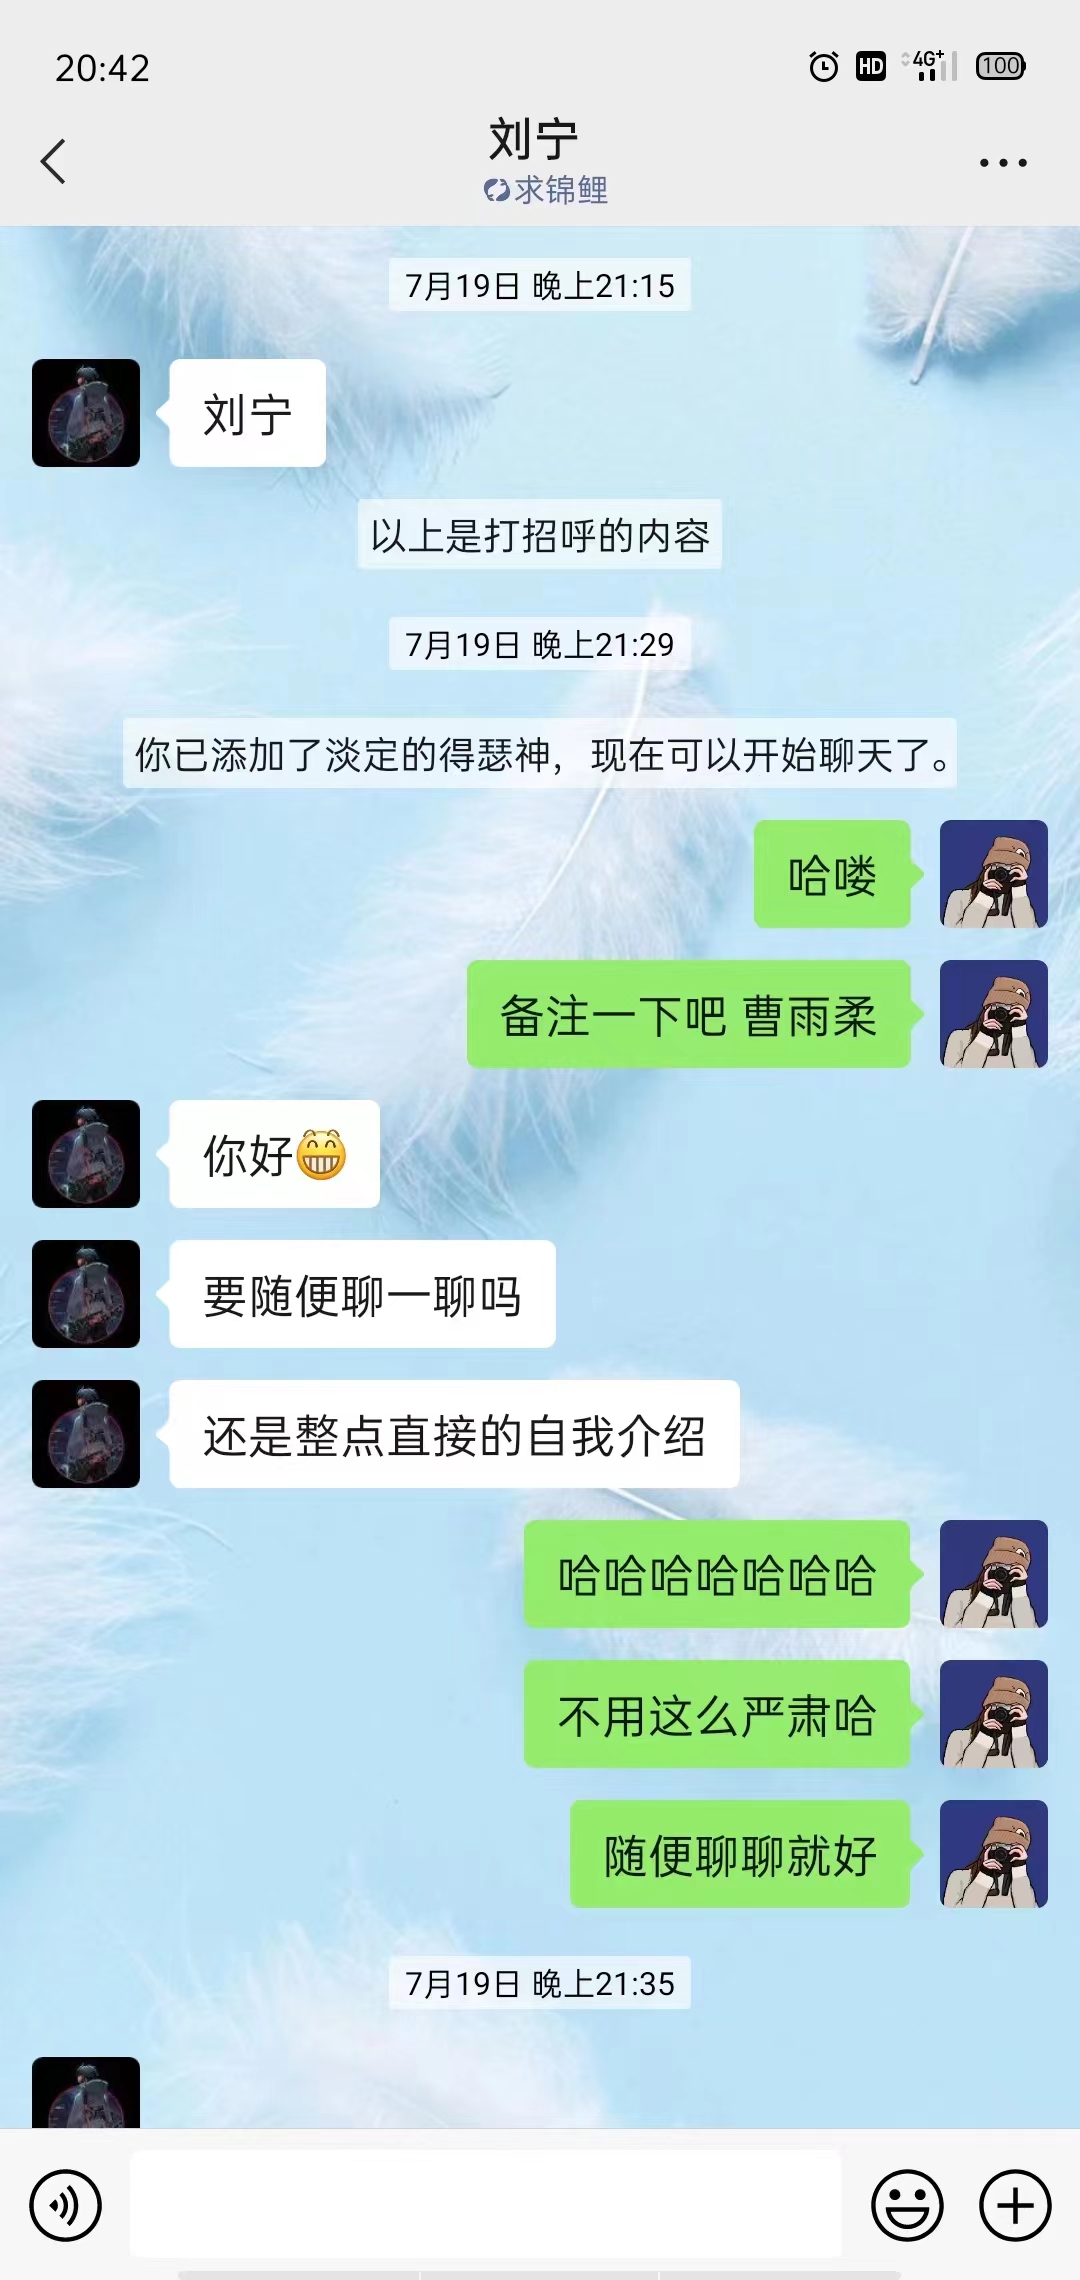 20:42
HD
4G+
100
刘宁
求锦鲤
7月19日 晚上21:15
刘宁
以上是打招呼的内容
7月19日 晚上21:29
你已添加了淡定的得瑟神，现在可以开始聊天了。
哈喽
备注一下吧 曹雨柔
你好😁
要随便聊一聊吗
还是整点直接的自我介绍
哈哈哈哈哈哈哈
不用这么严肃哈
随便聊聊就好
7月19日 晚上21:35